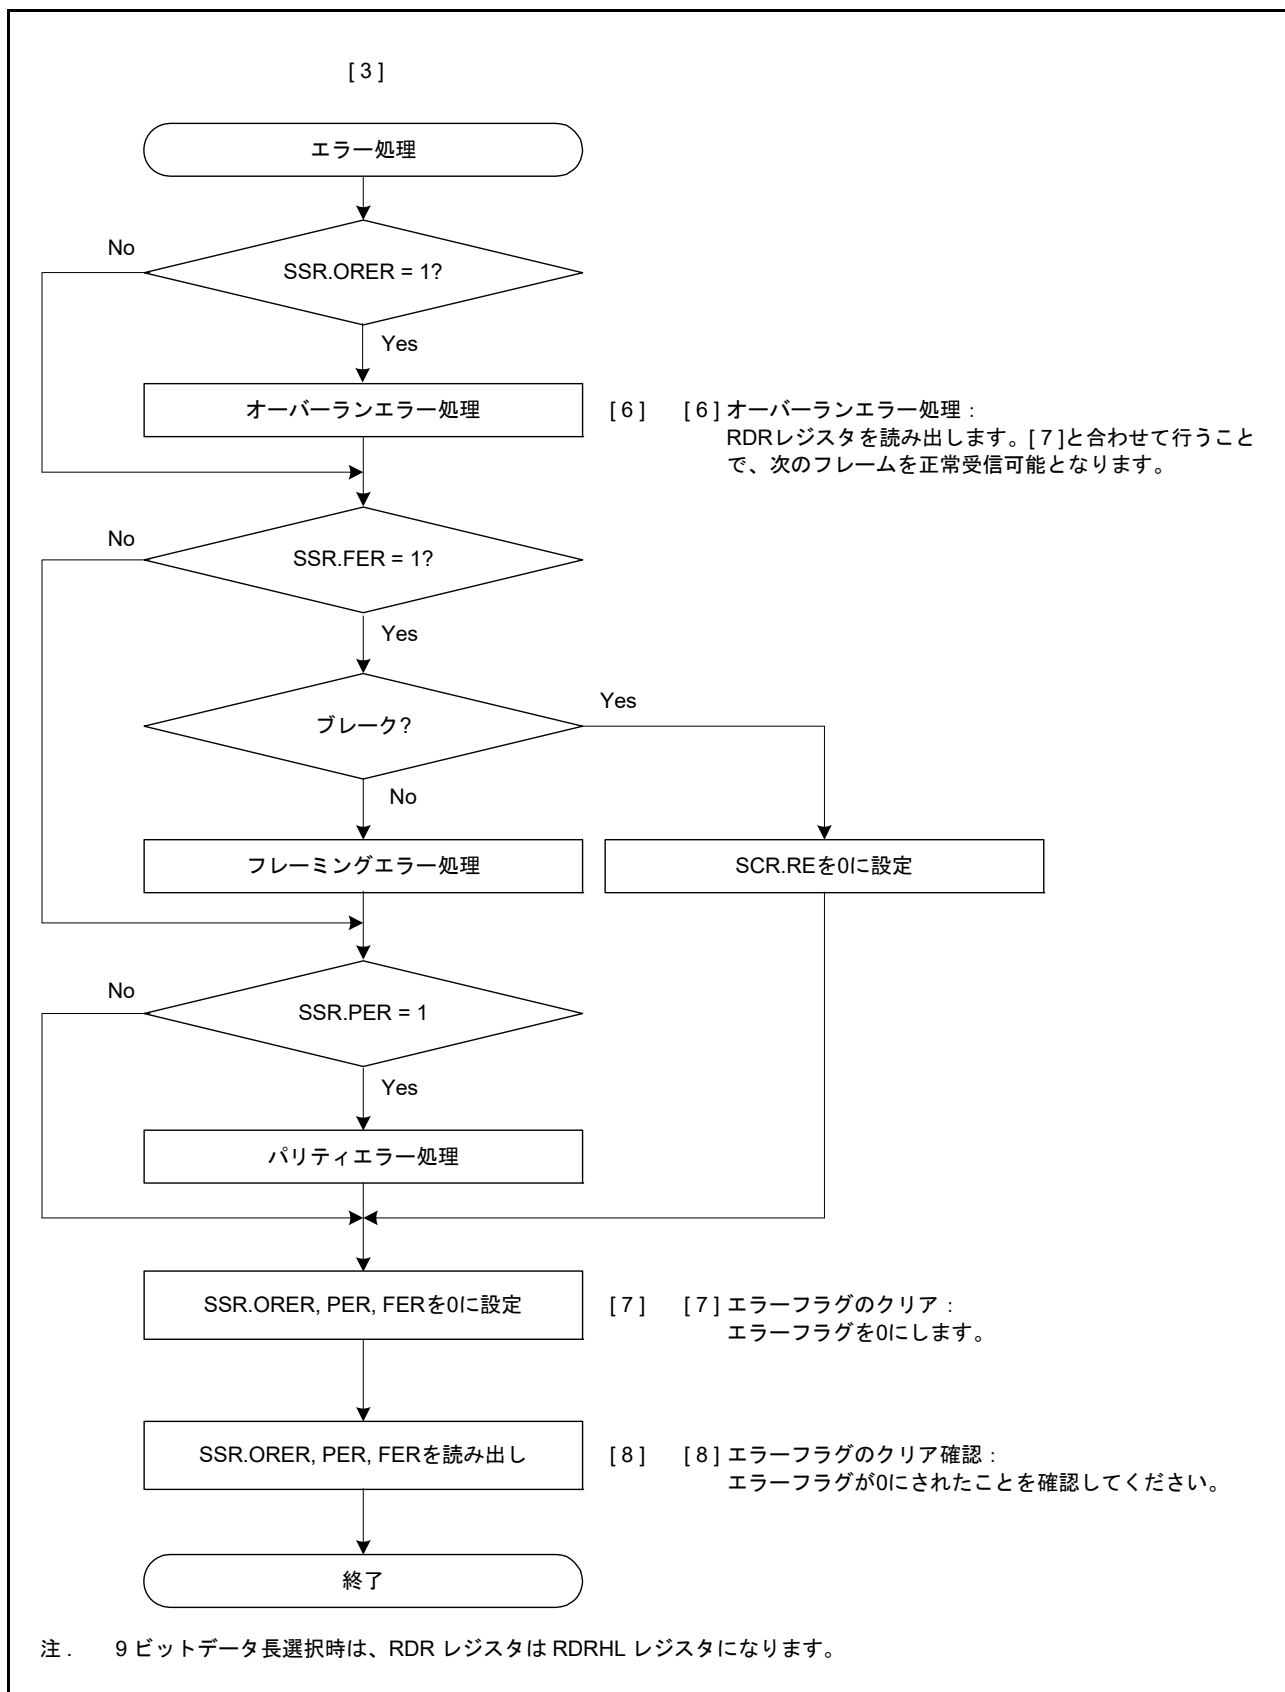 [ 3 ]
エラー処理
No
SSR.ORER = 1?
Yes
オーバーランエラー処理
[ 6 ]
[ 6 ] オーバーランエラー処理：
RDRレジスタを読み出します。[ 7 ]と合わせて行うこと
で、次のフレームを正常受信可能となります。
No
SSR.FER = 1?
Yes
ブレーク?
Yes
No
フレーミングエラー処理
SCR.REを0に設定
No
SSR.PER = 1
Yes
パリティエラー処理
SSR.ORER, PER, FERを0に設定
[ 7 ]
[ 7 ] エラーフラグのクリア：
エラーフラグを0にします。
SSR.ORER, PER, FERを読み出し
[ 8 ]
[ 8 ] エラーフラグのクリア確認：
エラーフラグが0にされたことを確認してください。
終了
注 . 9 ビットデータ長選択時は、RDR レジスタは RDRHL レジスタになります。